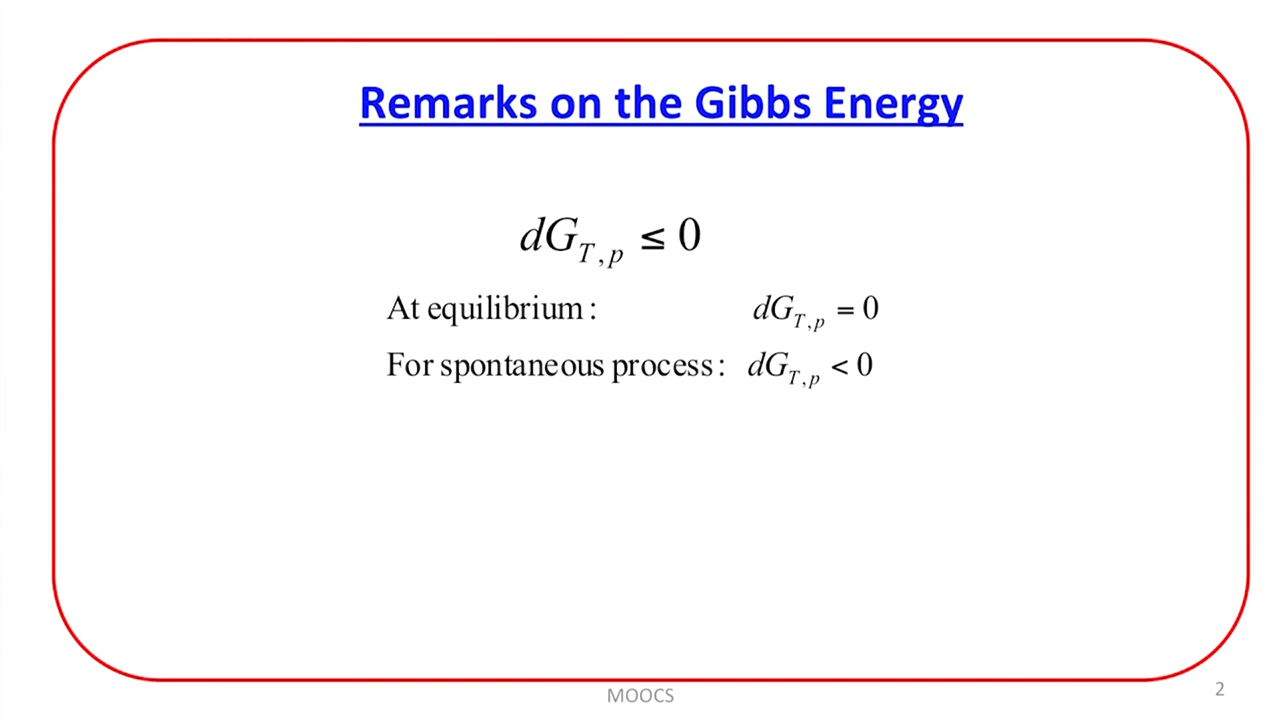 Remarks on the Gibbs Energy
dG_{T,p} ≤ 0
At equilibrium: dG_{T,p} = 0
For spontaneous process: dG_{T,p} < 0
MOOCS
2